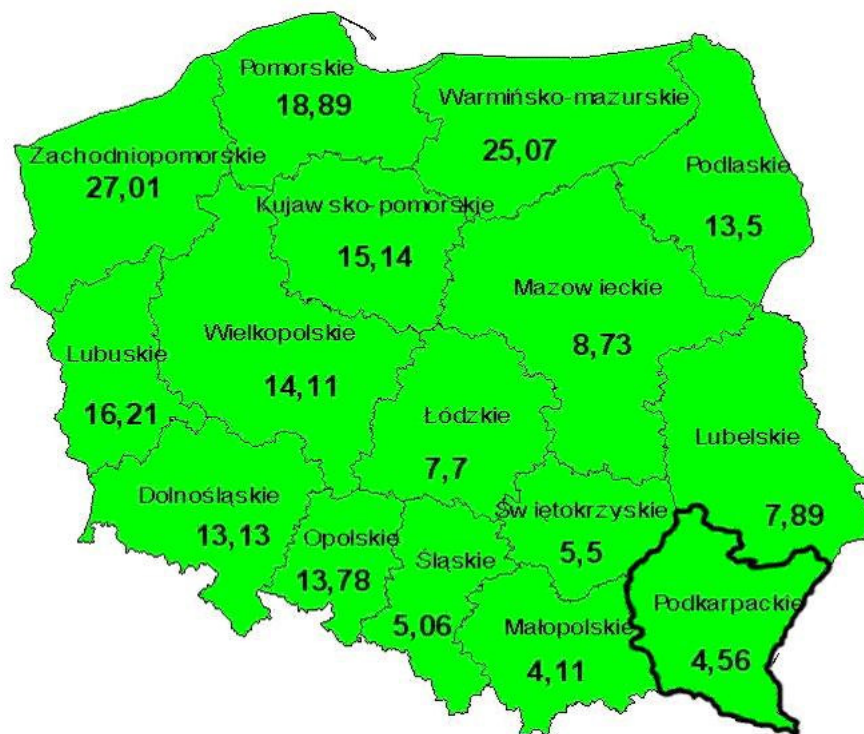 Pomorskie
18,89
Warmińsko-mazurskie
25,07
Zachodniopomorskie
27,01
Podlaskie
13,5
Kujaw sko-pomorskie
15,14
Mazow ieckie
8,73
Wielkopolskie
14,11
Lubuskie
16,21
Łódzkie
7,7
Lubelskie
7,89
Dolnośląskie
13,13
Opolskie
13,78
Śląskie
5,06
Św iętokrzyskie
5,5
Małopolskie
4,11
Podkarpackie
4,56